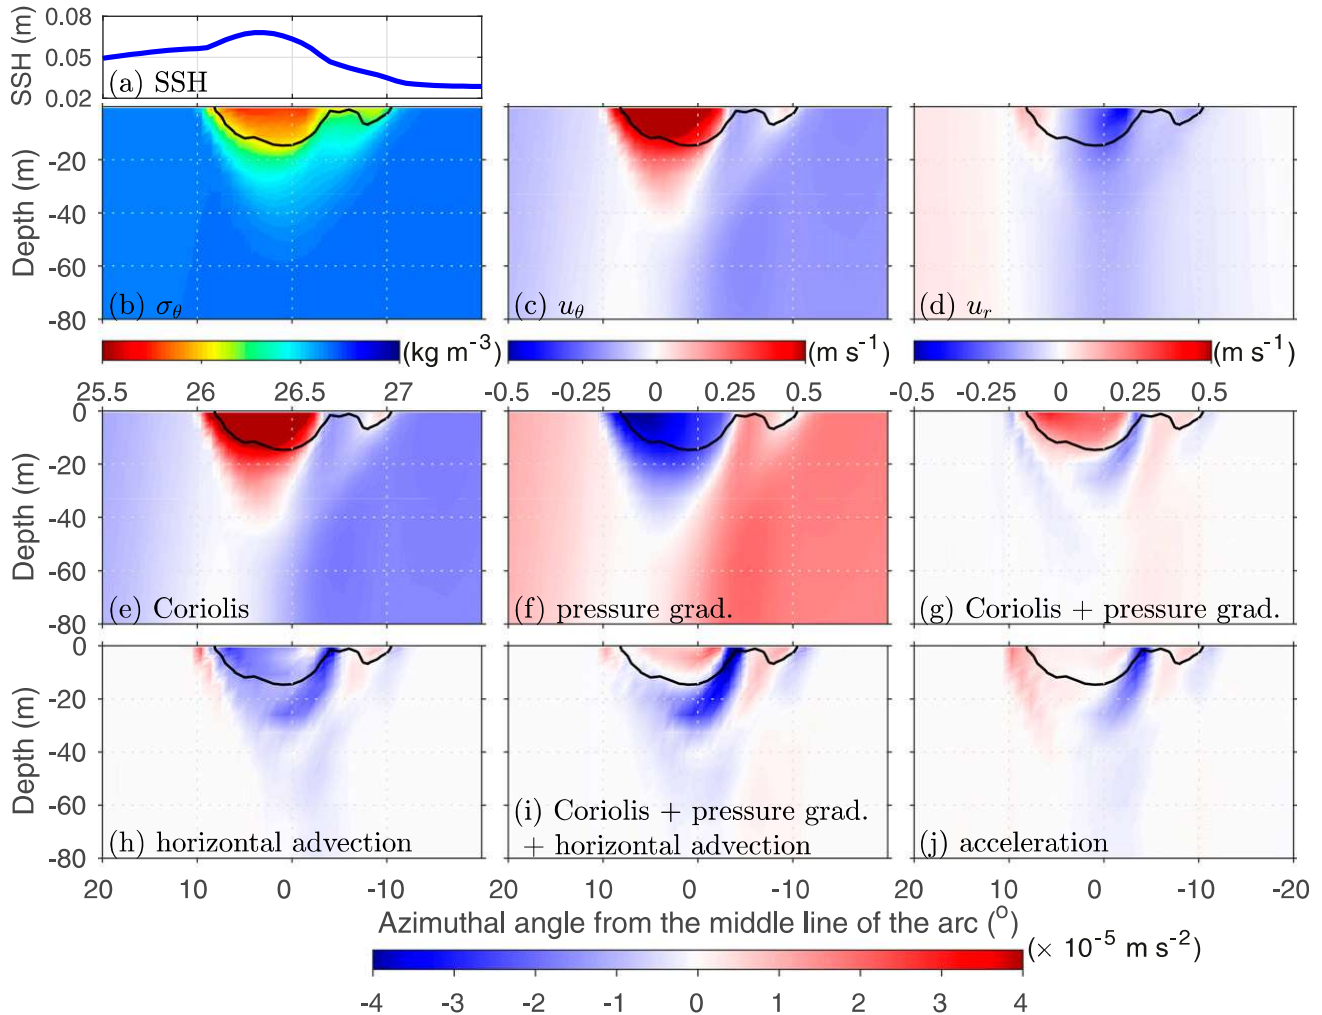 0.08
0.05
0.02
SSH (m)
(a) SSH
0
-20
-40
-60
-80
Depth (m)
(b) σθ
(c) uθ
(d) ur
(kg m-3)
(m s-1)
(m s-1)
25.5 26 26.5 27
-0.5 -0.25 0 0.25 0.5
-0.5 -0.25 0 0.25 0.5
0
-20
-40
-60
-80
Depth (m)
(e) Coriolis
(f) pressure grad.
(g) Coriolis + pressure grad.
0
-20
-40
-60
-80
Depth (m)
(h) horizontal advection
(i) Coriolis + pressure grad.
+ horizontal advection
(j) acceleration
20 10 0 -10 10 0 -10 20 10 0 -10 -20
20
Azimuthal angle from the middle line of the arc (o)
(× 10-5 m s-2)
-4 -3 -2 -1 0 1 2 3 4